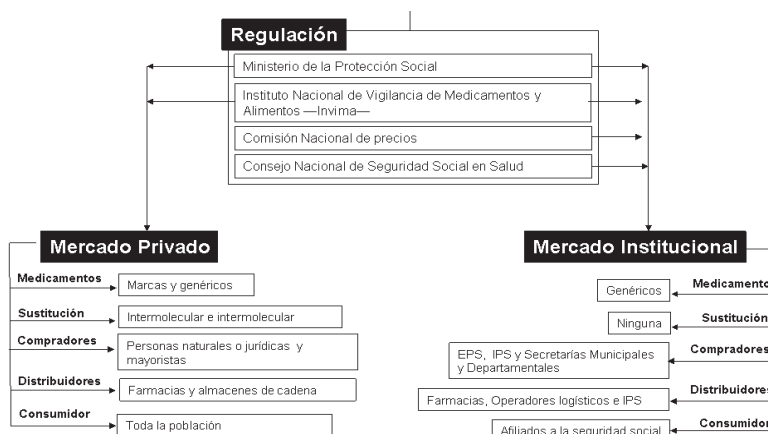 Regulación
Ministerio de la Protección Social
Instituto Nacional de Vigilancia de Medicamentos y
Alimentos —Invima—
Comisión Nacional de precios
Consejo Nacional de Seguridad Social en Salud
Mercado Privado
Medicamentos
Marcas y genéricos
Sustitución
Intermolecular e intermolecular
Compradores
Personas naturales o jurídicas y
mayoristas
Distribuidores
Farmacias y almacenes de cadena
Consumidor
Toda la población
Mercado Institucional
Medicamento
Genéricos
Sustitución
Ninguna
Compradores
EPS, IPS y Secretarías Municipales
y Departamentales
Distribuidores
Farmacias, Operadores logísticos e IPS
Consumidor
Afiliados a la seguridad social